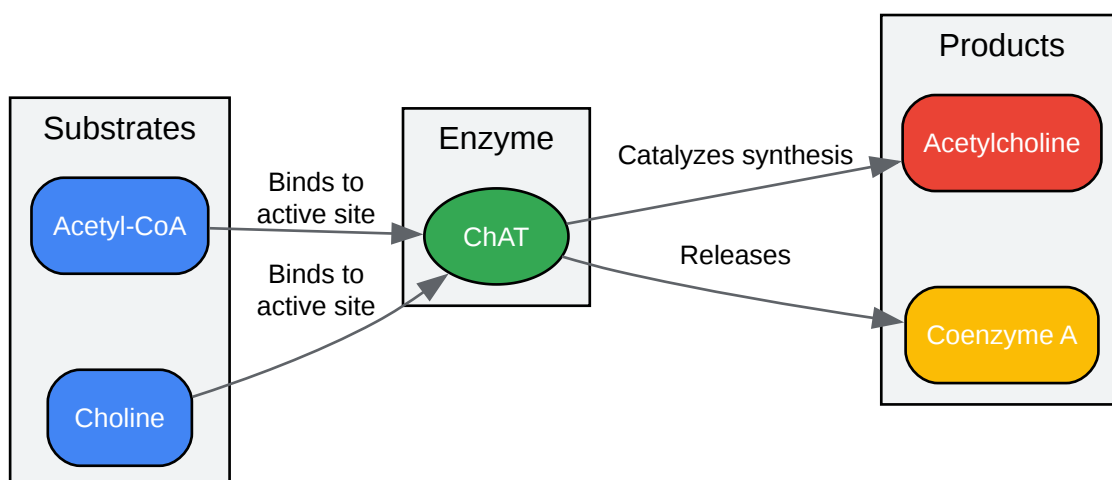 Substrates
Acetyl-CoA
Choline
Binds to
active site
Binds to
active site
Enzyme
ChAT
Catalyzes synthesis
Releases
Products
Acetylcholine
Coenzyme A